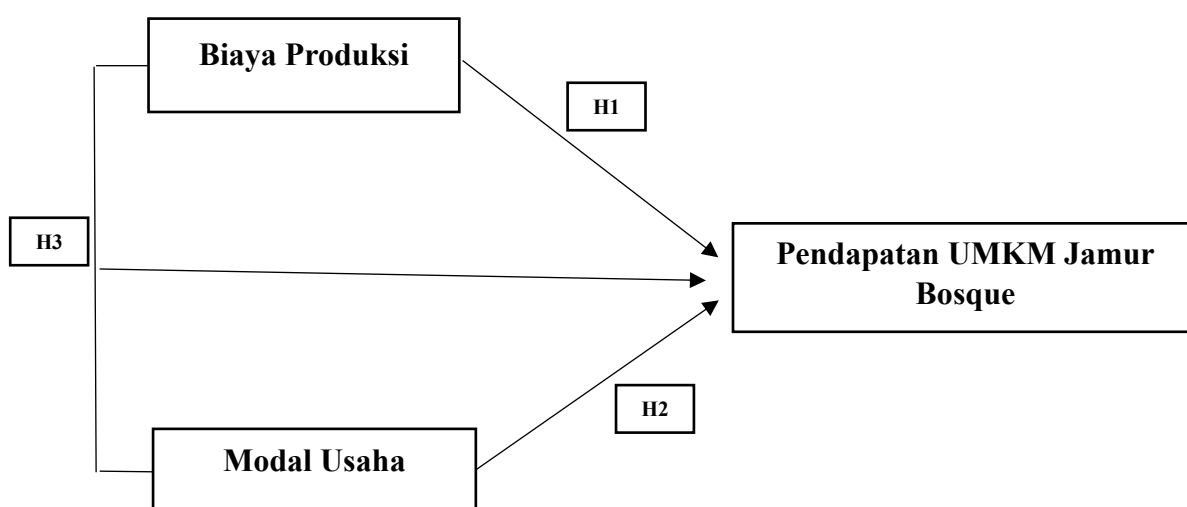 Biaya Produksi
H1
H3
Pendapatan UMKM Jamur
Bosque
H2
Modal Usaha